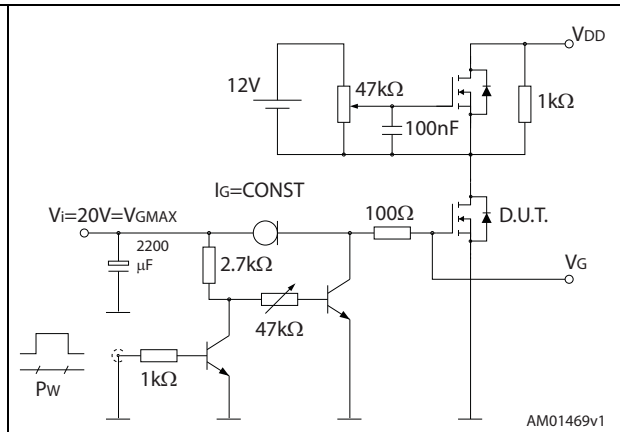 VDD
12V
47kΩ
1kΩ
100nF
IG=CONST
Vi=20V=VGMAX
100Ω
D.U.T.
2200
μF
2.7kΩ
VG
47kΩ
1kΩ
PW
AM01469v1